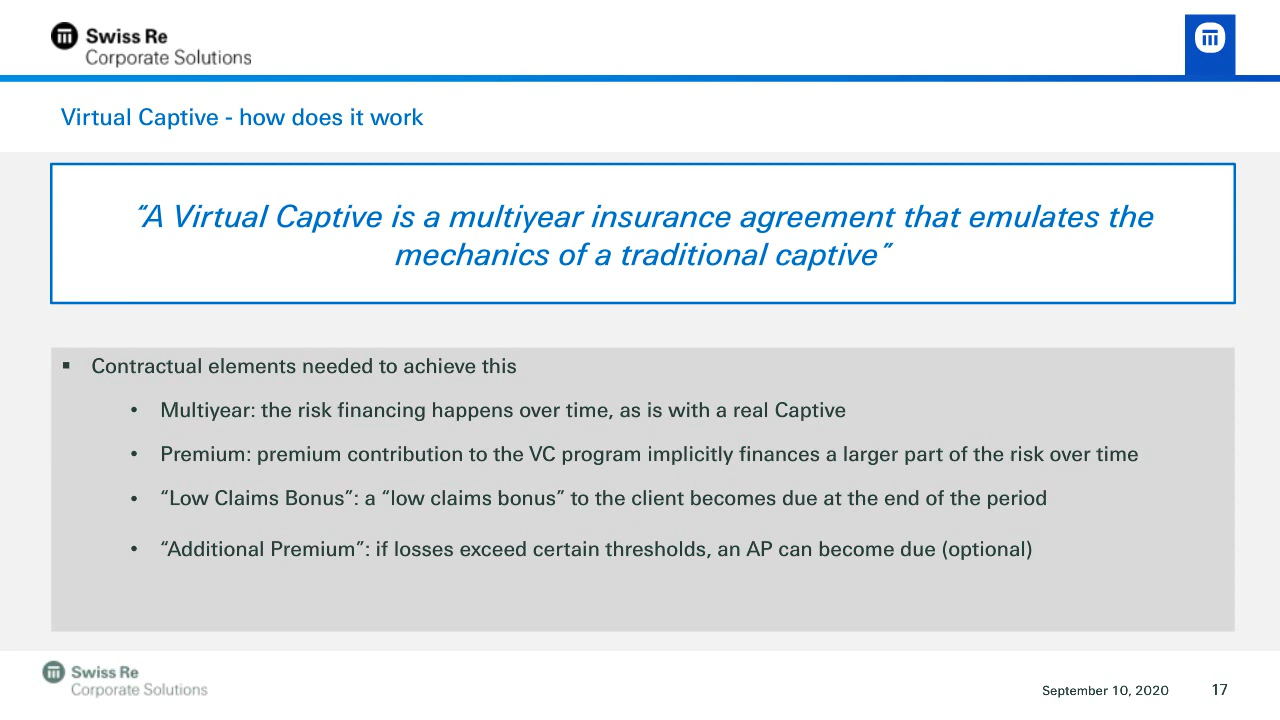 Swiss Re
Corporate Solutions
Virtual Captive - how does it work
“A Virtual Captive is a multiyear insurance agreement that emulates the
mechanics of a traditional captive”
▪ Contractual elements needed to achieve this
• Multiyear: the risk financing happens over time, as is with a real Captive
• Premium: premium contribution to the VC program implicitly finances a larger part of the risk over time
• “Low Claims Bonus”: a “low claims bonus” to the client becomes due at the end of the period
• “Additional Premium”: if losses exceed certain thresholds, an AP can become due (optional)
Swiss Re
Corporate Solutions
September 10, 2020 17